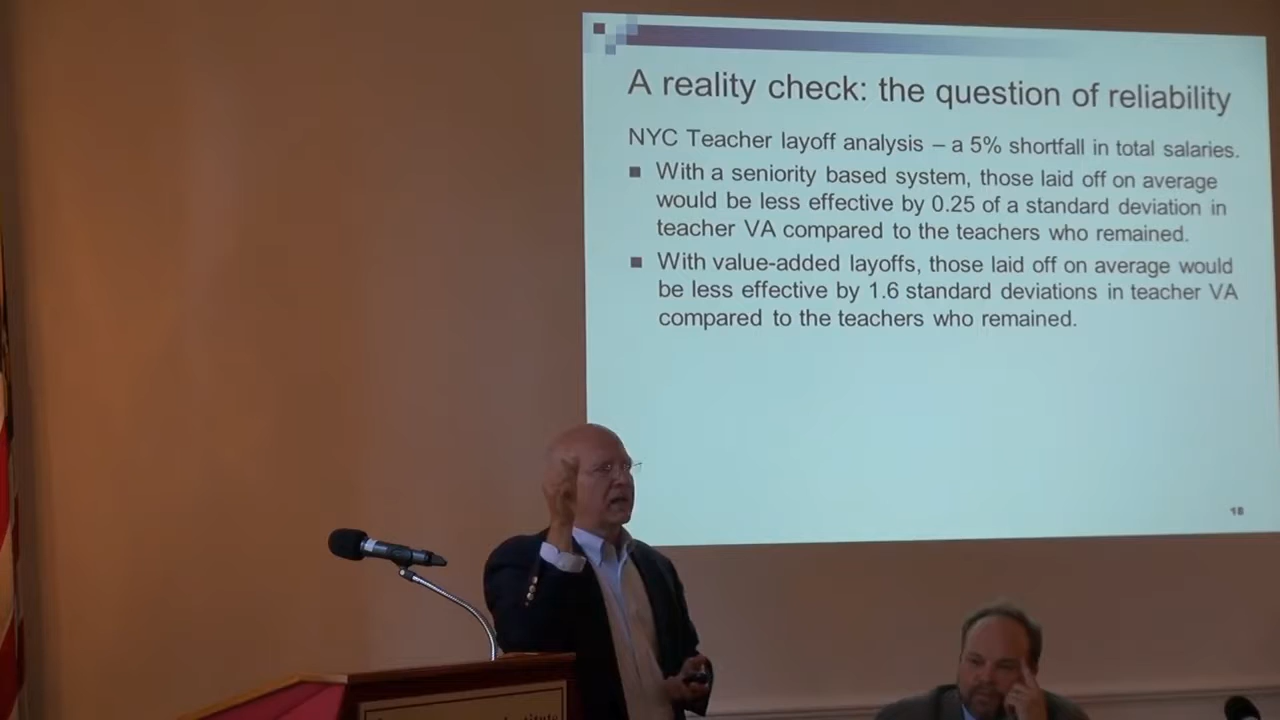 A reality check: the question of reliability
NYC Teacher layoff analysis – a 5% shortfall in total salaries.
■ With a seniority based system, those laid off on average
would be less effective by 0.25 of a standard deviation in
teacher VA compared to the teachers who remained.
■ With value-added layoffs, those laid off on average would
be less effective by 1.6 standard deviations in teacher VA
compared to the teachers who remained.
18